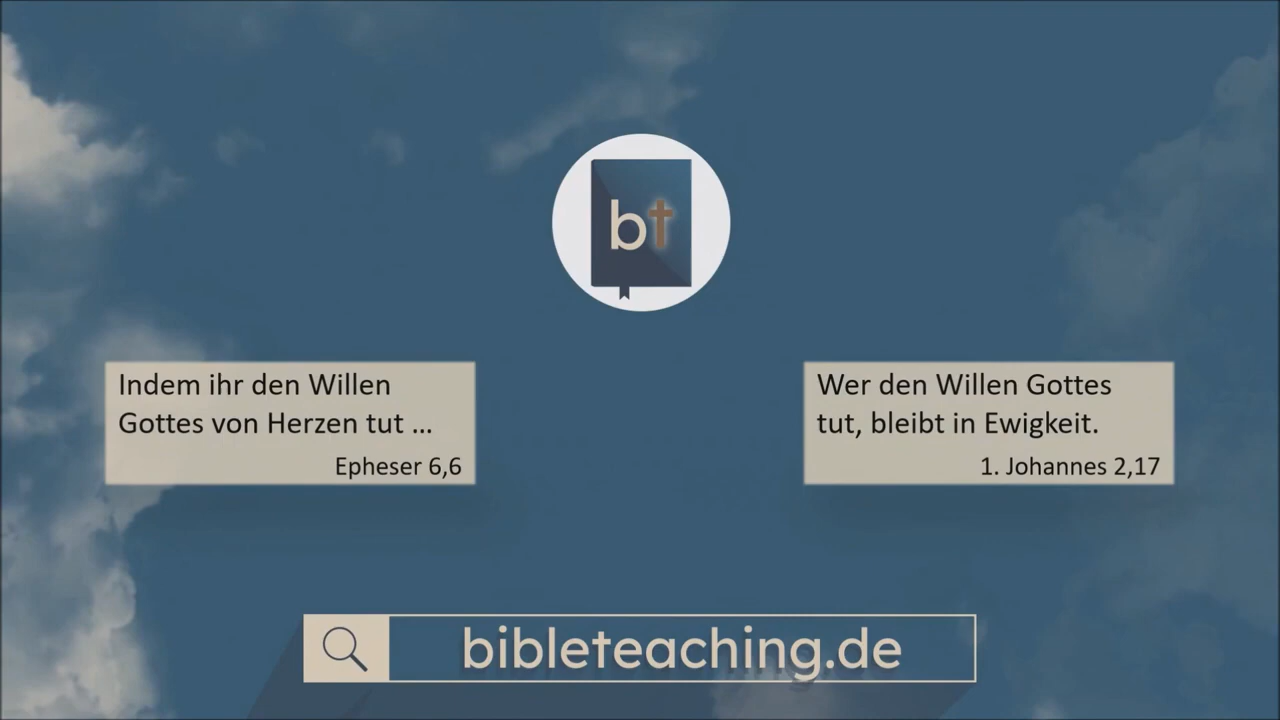 bt
Indem ihr den Willen
Gottes von Herzen tut ...
Epheser 6,6
Wer den Willen Gottes
tut, bleibt in Ewigkeit.
1. Johannes 2,17
bibleteaching.de